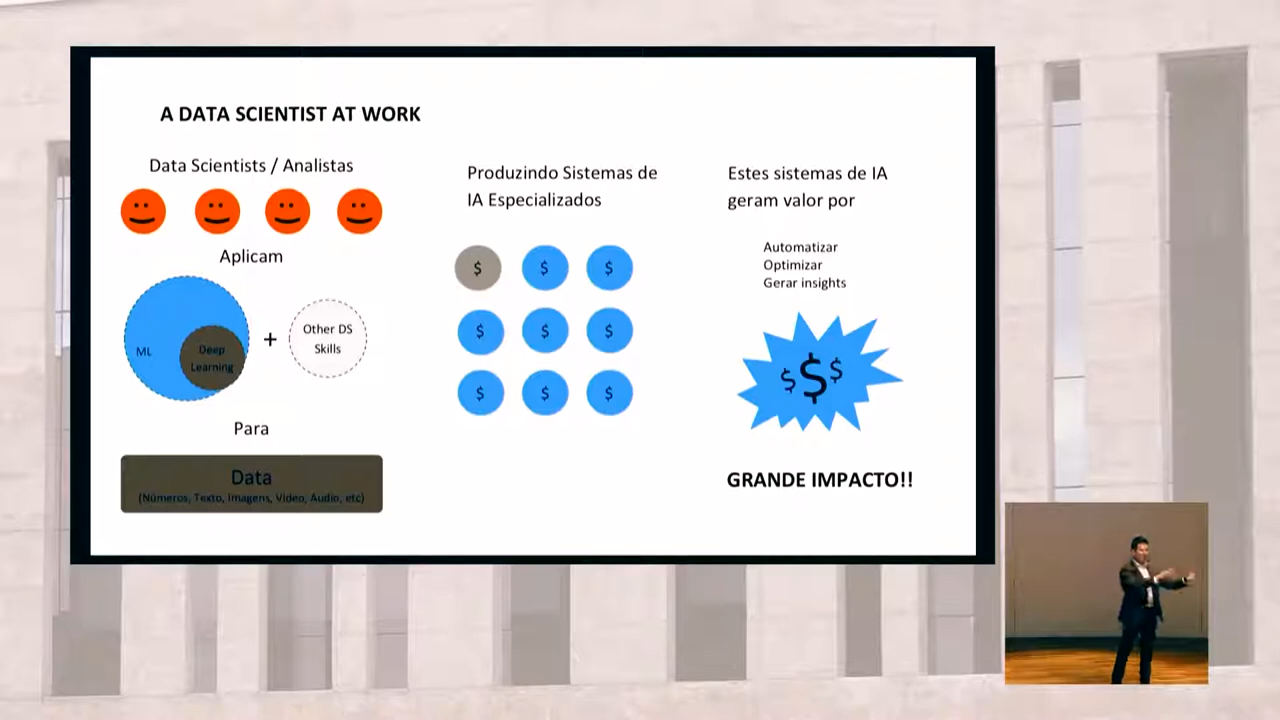 A DATA SCIENTIST AT WORK
Data Scientists / Analistas
Aplicam
ML
Deep
Learning
+
Other DS
Skills
Para
Data
(Números, Texto, Imagens, Video, Áudio, etc)
Produzindo Sistemas de
IA Especializados
$ $ $
$ $ $
$ $ $
Estes sistemas de IA
geram valor por
Automatizar
Optimizar
Gerar insights
$ $ $
GRANDE IMPACTO!!